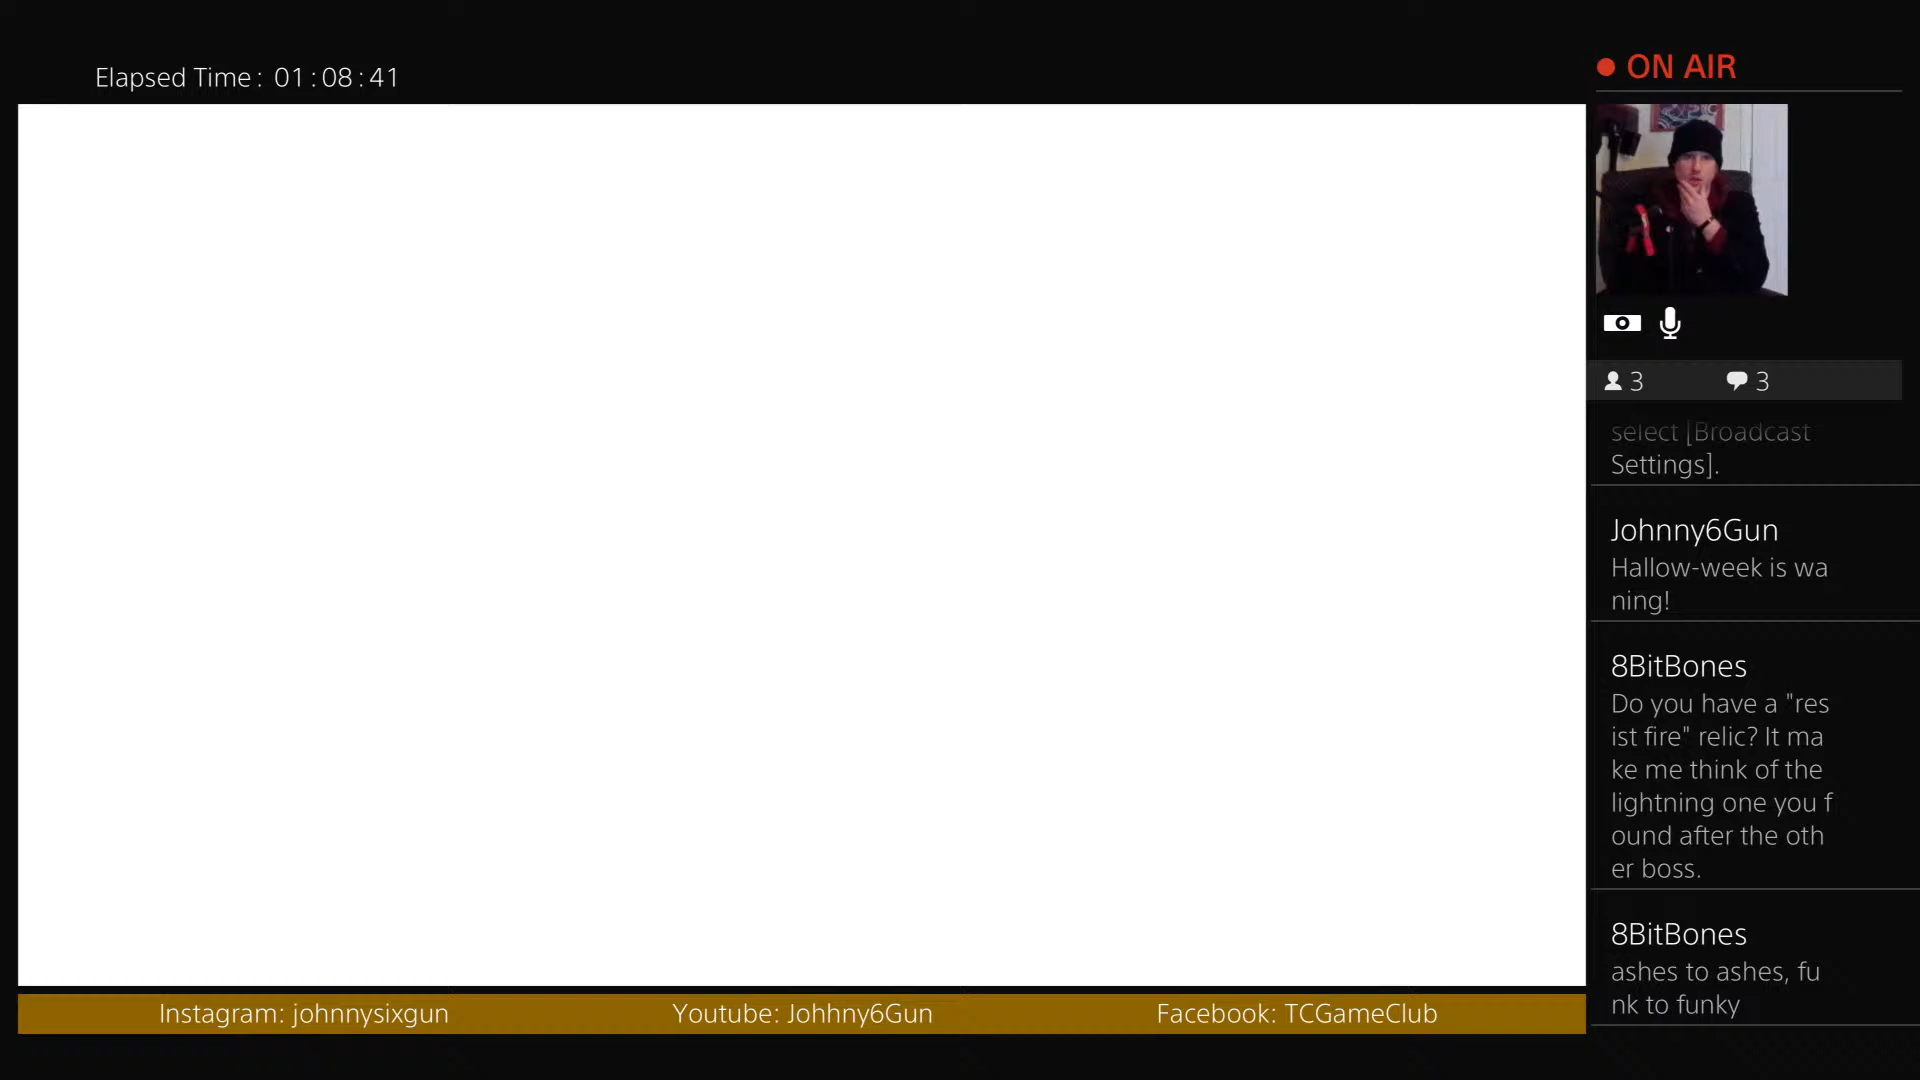 Elapsed Time: 01:08:41
ON AIR
3
3
select [Broadcast
Settings].
Johnny6Gun
Hallow-week is wa
ning!
8BitBones
Do you have a "res
ist fire" relic? It ma
ke me think of the
lightning one you f
ound after the oth
er boss.
8BitBones
ashes to ashes, fu
nk to funky
Instagram: johnnysixgun
Youtube: Johhny6Gun
Facebook: TCGameClub